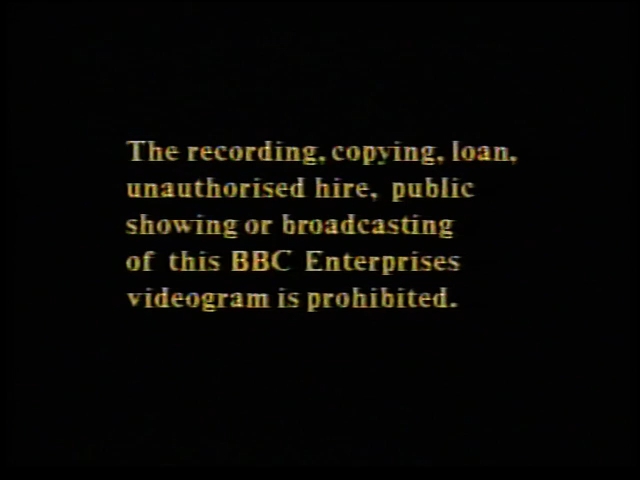 The recording, copying, loan,
unauthorised hire, public
showing or broadcasting
of this BBC Enterprises
videogram is prohibited.